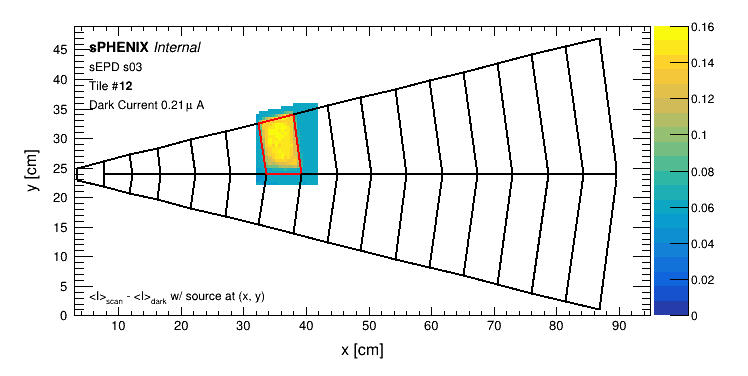 sPHENIX Internal
sEPD s03
Tile #12
Dark Current 0.21 μ A
<I>scan - <I>dark w/ source at (x, y)
y [cm]
45
40
35
30
25
20
15
10
5
0
10 20 30 40 50 60 70 80 90
x [cm]
0.16
0.14
0.12
0.1
0.08
0.06
0.04
0.02
0